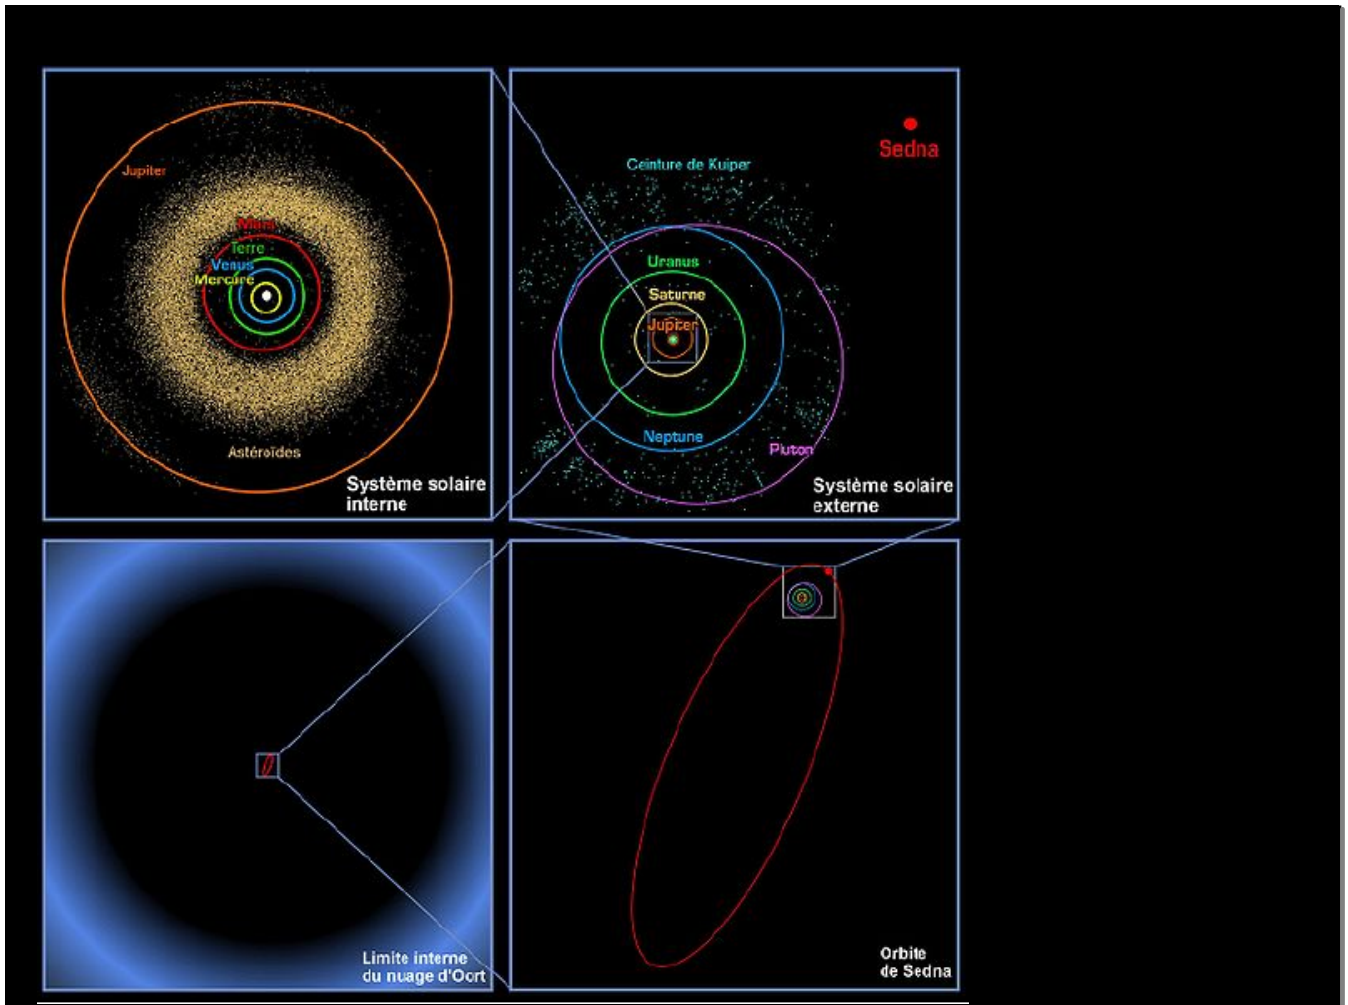 Jupiter
Mars
Terre
Venus
Mercure
Astéroïdes
Système solaire
interne
Sedna
Ceinture de Kuiper
Uranus
Saturne
Jupiter
Neptune
Pluton
Système solaire
externe
Limite interne
du nuage d'Oort
Orbite
de Sedna